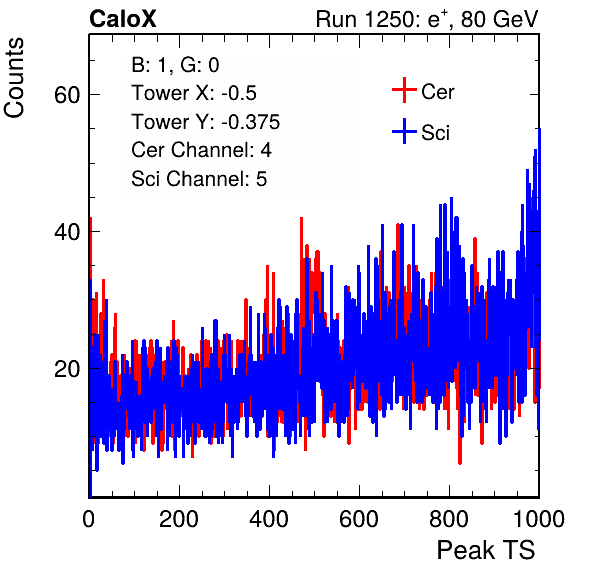 CaloX Run 1250: e⁺, 80 GeV
Counts
B: 1, G: 0
Tower X: -0.5
Tower Y: -0.375
Cer Channel: 4
Sci Channel: 5
Cer
Sci
60
40
20
0 200 400 600 800 1000
Peak TS